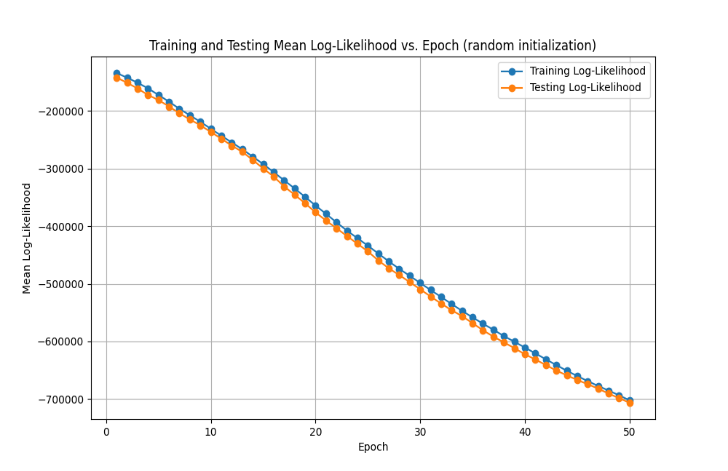 Training and Testing Mean Log-Likelihood vs. Epoch (random initialization)
Training Log-Likelihood
Testing Log-Likelihood
Mean Log-Likelihood
−200000
−300000
−400000
−500000
−600000
−700000
0 10 20 30 40 50
Epoch